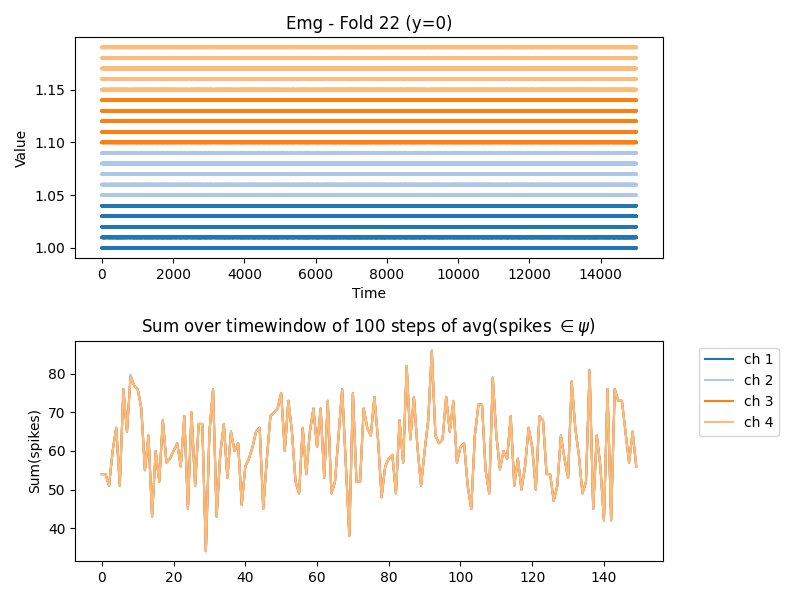 Emg - Fold 22 (y=0)
Value
1.15
1.10
1.05
1.00
0 2000 4000 6000 8000 10000 12000 14000
Time
Sum over timewindow of 100 steps of avg(spikes ∈ψ)
Sum(spikes)
80
70
60
50
40
0 20 40 60 80 100 120 140
ch 1
ch 2
ch 3
ch 4